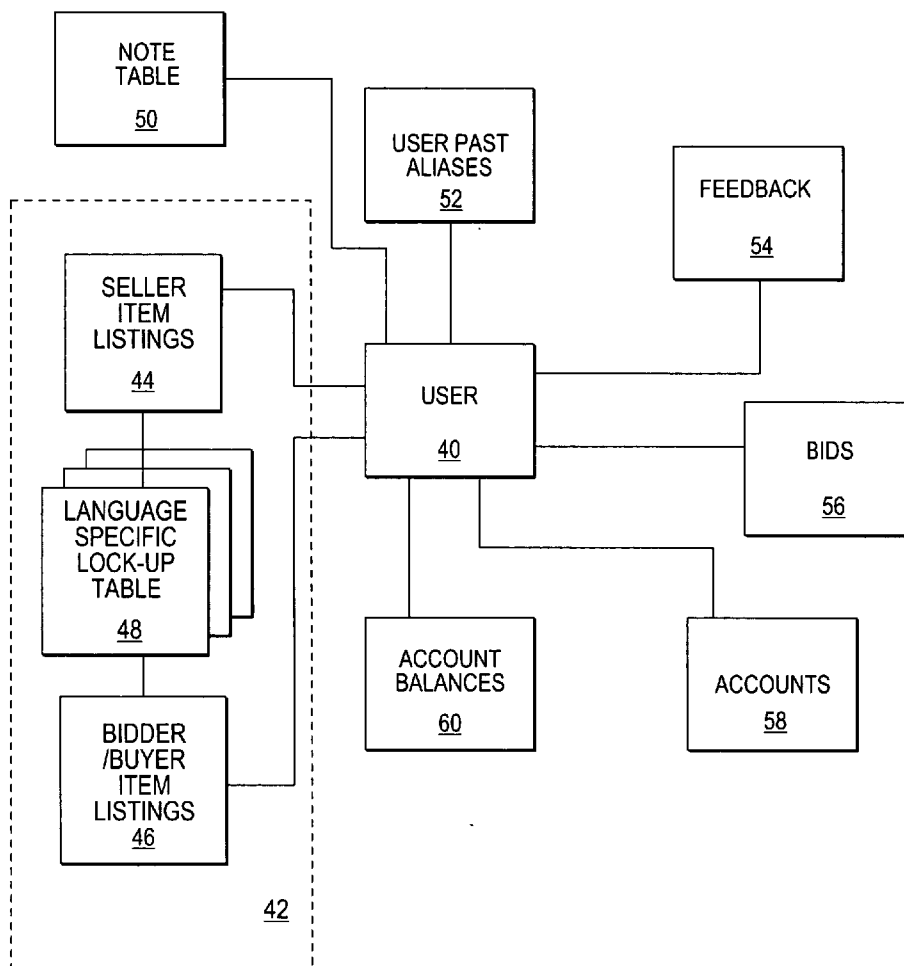 NOTE
TABLE
50
USER PAST
ALIASES
52
FEEDBACK
54
SELLER
ITEM
LISTINGS
44
USER
40
BIDS
56
LANGUAGE
SPECIFIC
LOCK-UP
TABLE
48
ACCOUNT
BALANCES
60
ACCOUNTS
58
BIDDER
/BUYER
ITEM
LISTINGS
46
42